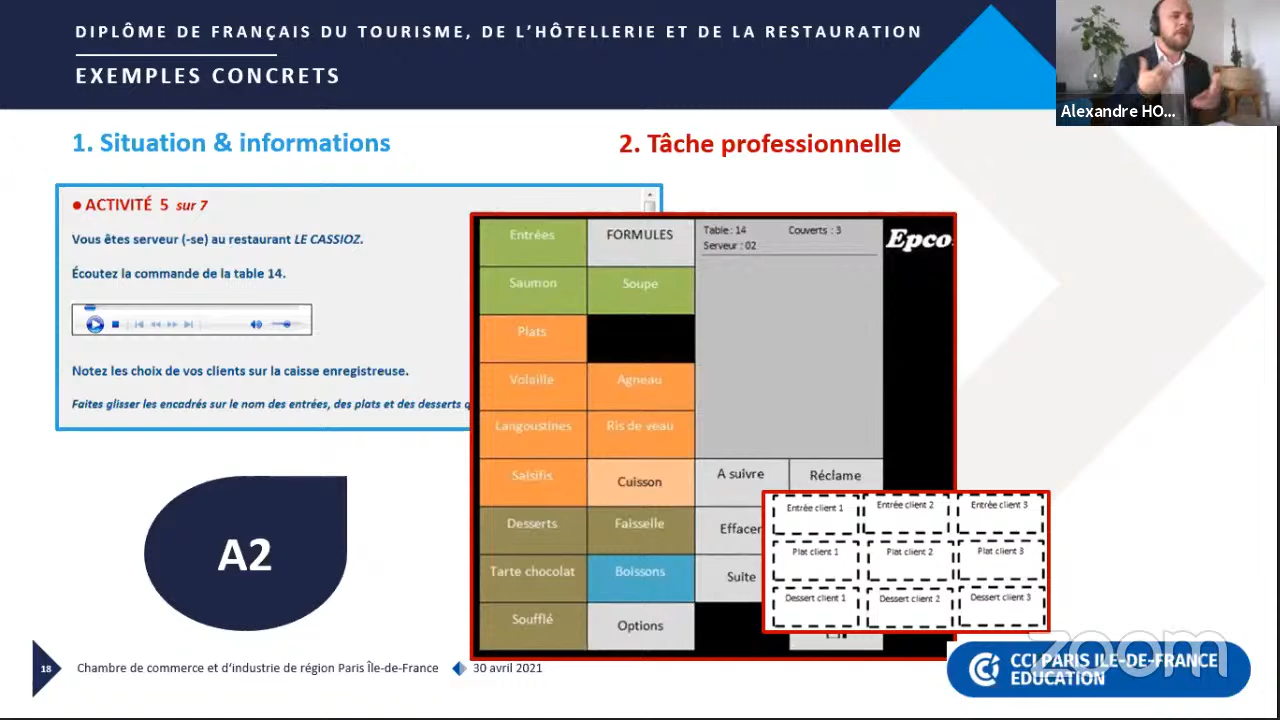 DIPLÔME DE FRANÇAIS DU TOURISME, DE L'HÔTELLERIE ET DE LA RESTAURATION
EXEMPLES CONCRETS
Alexandre HO...
1. Situation & informations
2. Tâche professionnelle
● ACTIVITÉ 5 sur 7
Vous êtes serveur (-se) au restaurant LE CASSIOZ.
Écoutez la commande de la table 14.
Notez les choix de vos clients sur la caisse enregistreuse.
Faites glisser les encadrés sur le nom des entrées, des plats et des desserts
Entrées FORMULES
Table : 14 Couverts : 3
Serveur : 02
Epco
Saumon Soupe
Plats
Volaille Agneau
Langoustines Ris de veau
Salsifis Cuisson
A suivre Réclame
Desserts Faisselle
Effacer
Tarte chocolat Boissons
Suite
Soufflé Options
Entrée client 1 Entrée client 2 Entrée client 3
Plat client 1 Plat client 2 Plat client 3
Dessert client 1 Dessert client 2 Dessert client 3
A2
18 Chambre de commerce et d'industrie de région Paris Île-de-France 30 avril 2021
zoom
CCI PARIS ILE-DE-FRANCE
EDUCATION